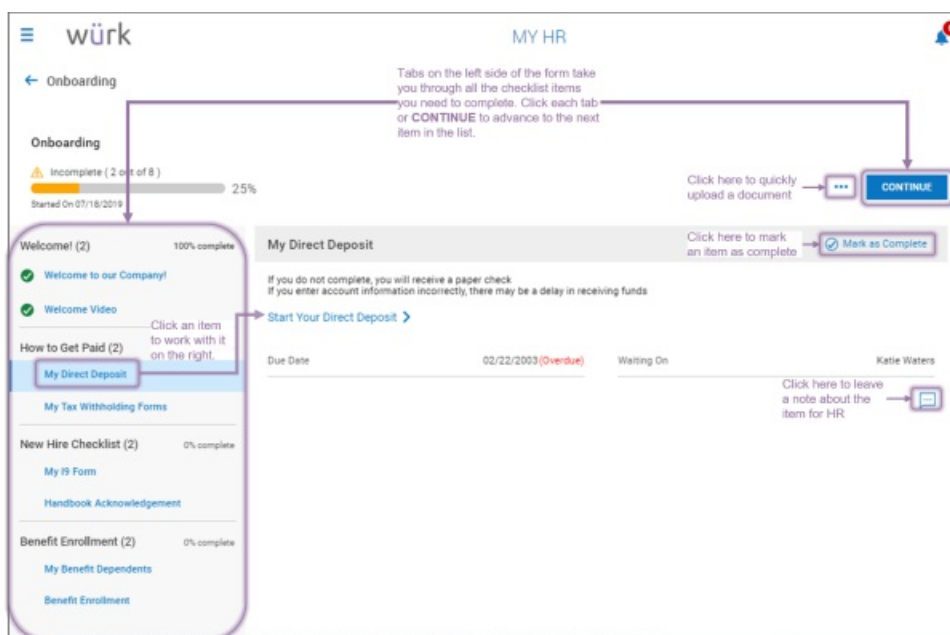 würk
MY HR
Onboarding
Tabs on the left side of the form take
you through all the checklist items
you need to complete. Click each tab
or CONTINUE to advance to the next
item in the list.
Onboarding
Incomplete ( 2 out of 8 )
25%
Started On 07/18/2019
Click here to quickly
upload a document
CONTINUE
Welcome! (2) 100% complete
Welcome to our Company!
Welcome Video
Click an item
to work with it
on the right.
How to Get Paid (2)
My Direct Deposit
My Tax Withholding Forms
New Hire Checklist (2) 0% complete
My I9 Form
Handbook Acknowledgement
Benefit Enrollment (2) 0% complete
My Benefit Dependents
Benefit Enrollment
My Direct Deposit
Click here to mark
an item as complete
Mark as Complete
If you do not complete, you will receive a paper check
If you enter account information incorrectly, there may be a delay in receiving funds
Start Your Direct Deposit
Due Date 02/22/2003 (Overdue)
Waiting On Katie Waters
Click here to leave
a note about the
item for HR